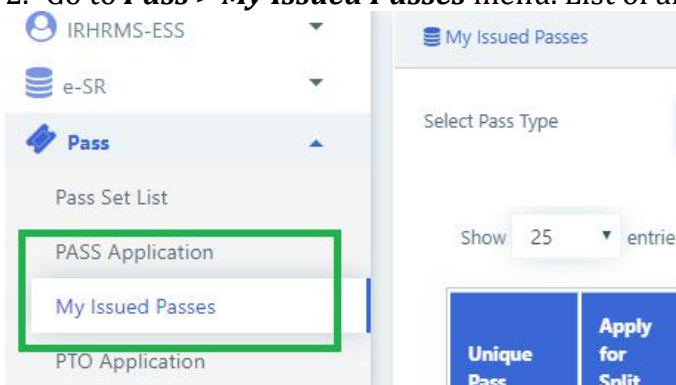 2. Go to Pass > My Issued Passes menu. List of al
IRHRMS-ESS
e-SR
Pass
Pass Set List
PASS Application
My Issued Passes
PTO Application
My Issued Passes
Select Pass Type
Show 25 entrie
Unique
Pass
Apply
for
Split